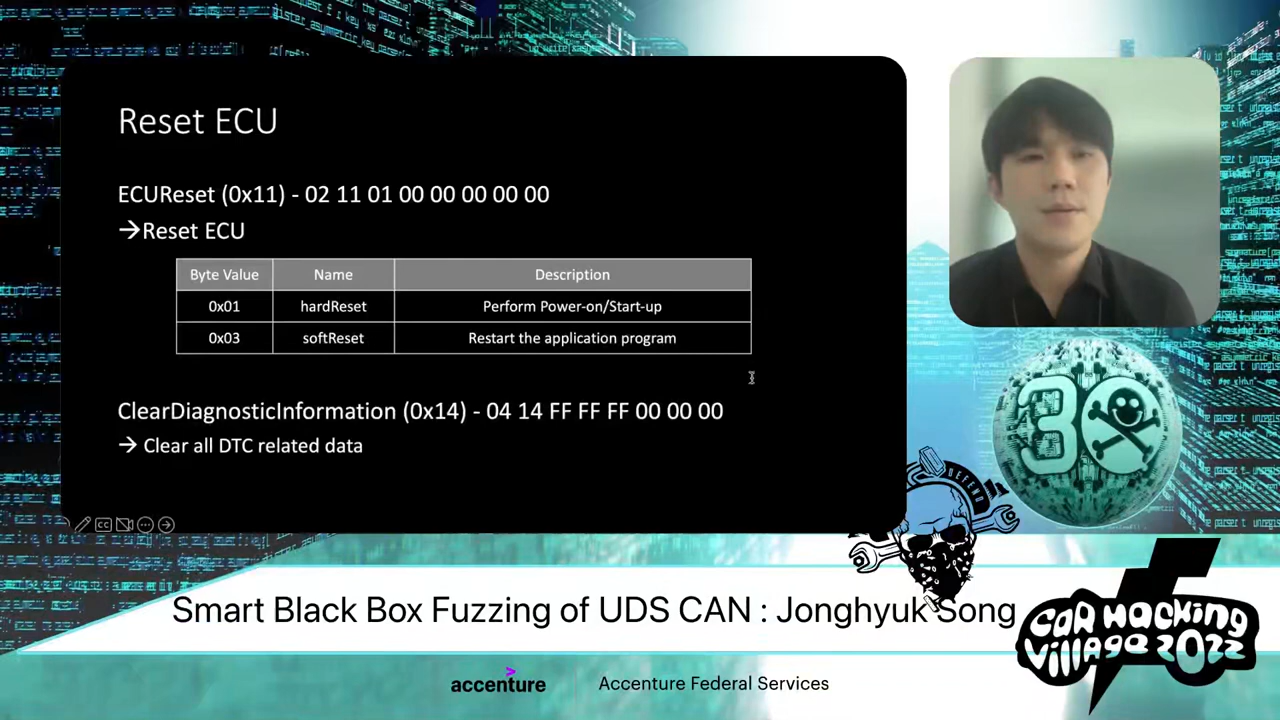 Reset ECU
ECUReset (0x11) - 02 11 01 00 00 00 00 00
→Reset ECU
Byte Value Name Description
0x01 hardReset Perform Power-on/Start-up
0x03 softReset Restart the application program
ClearDiagnosticInformation (0x14) - 04 14 FF FF FF 00 00 00
→ Clear all DTC related data
CC
DEFEND
30
Smart Black Box Fuzzing of UDS CAN : Jonghyuk Song
CAR HACKING
VILLAGE 2022
accenture
Accenture Federal Services